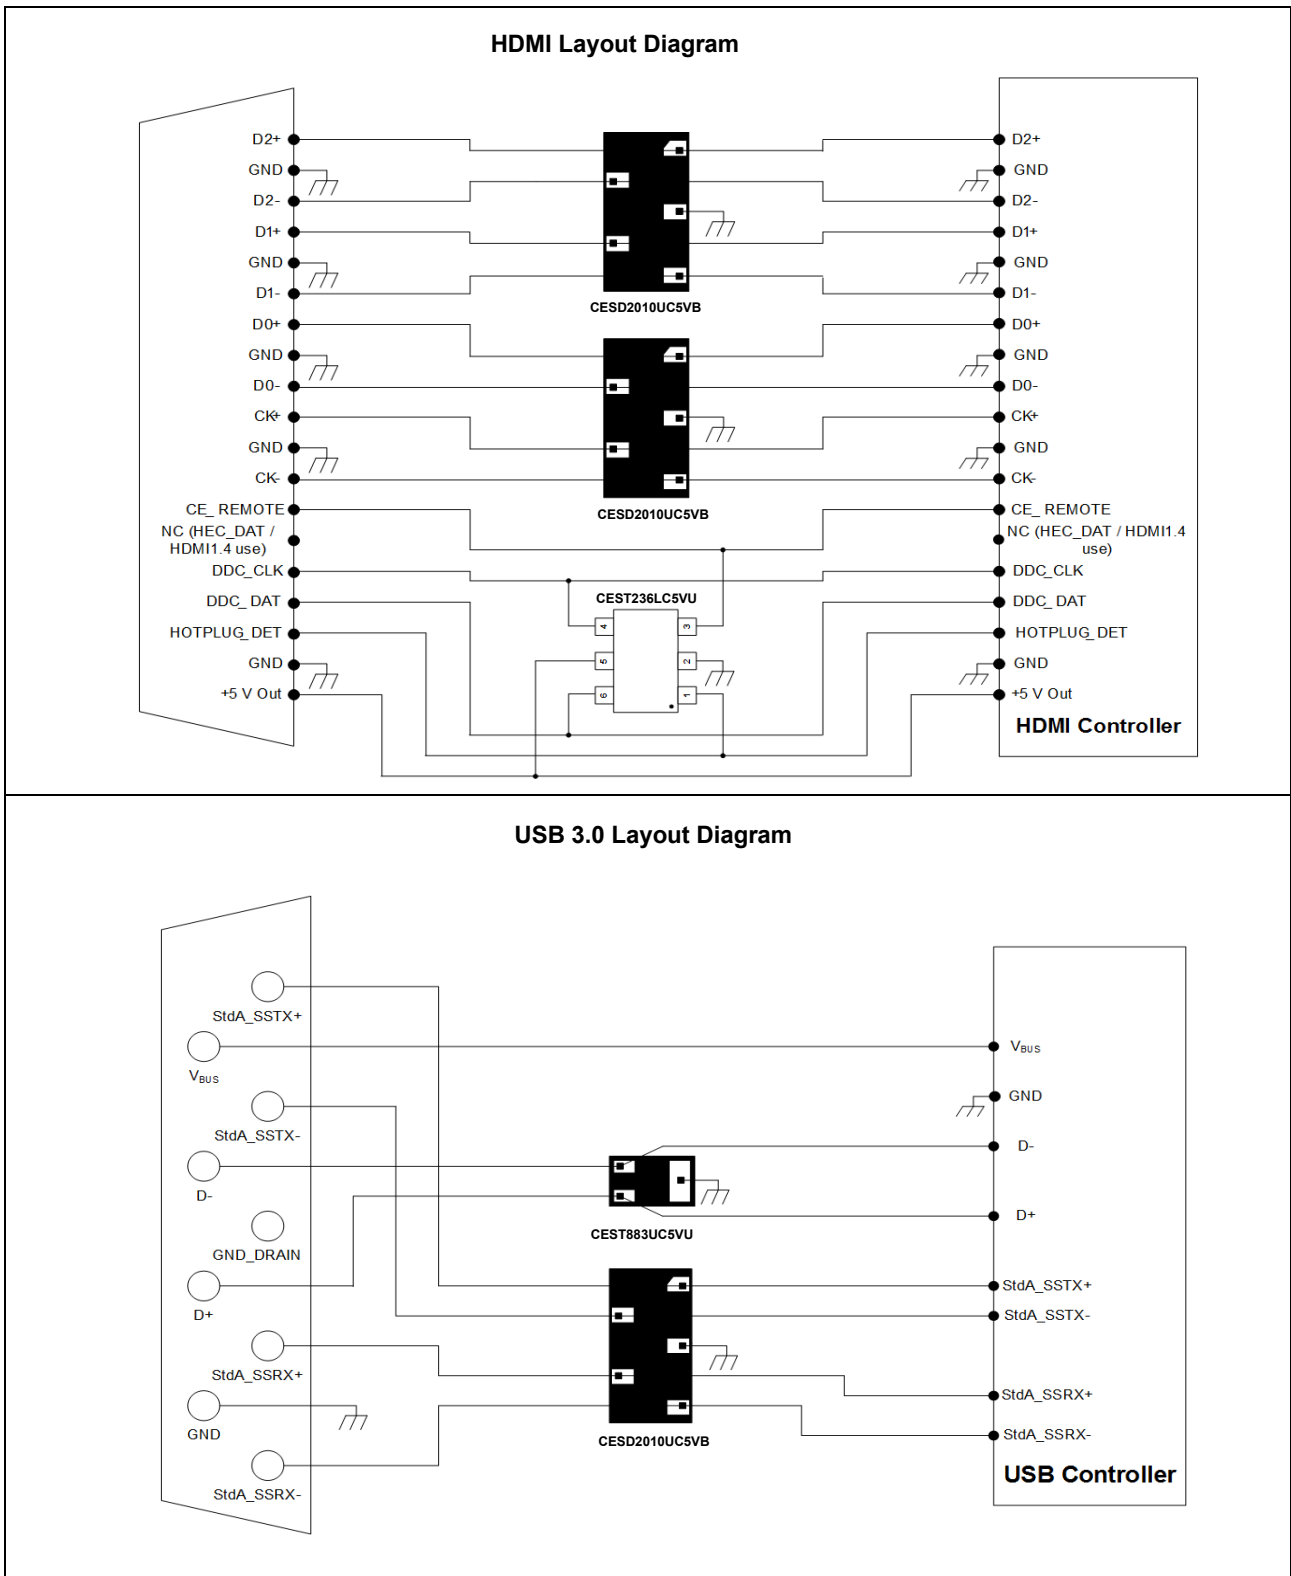 HDMI Layout Diagram
D2+
GND
D2-
D1+
GND
D1-
D0+
GND
D0-
CK+
GND
CK-
CE_ REMOTE
NC (HEC_DAT /
HDMI1.4 use)
DDC_CLK
DDC_ DAT
HOTPLUG_DET
GND
+5 V Out
CESD2010UC5VB
CESD2010UC5VB
CEST236LC5VU
4
3
5
2
6
1
D2+
GND
D2-
D1+
GND
D1-
D0+
GND
D0-
CK+
GND
CK-
CE_ REMOTE
NC (HEC_DAT / HDMI1.4
use)
DDC_CLK
DDC_ DAT
HOTPLUG_DET
GND
+5 V Out
HDMI Controller
USB 3.0 Layout Diagram
StdA_SSTX+
VBUS
StdA_SSTX-
D-
GND_DRAIN
D+
StdA_SSRX+
GND
StdA_SSRX-
CEST883UC5VU
CESD2010UC5VB
VBUS
GND
D-
D+
StdA_SSTX+
StdA_SSTX-
StdA_SSRX+
StdA_SSRX-
USB Controller